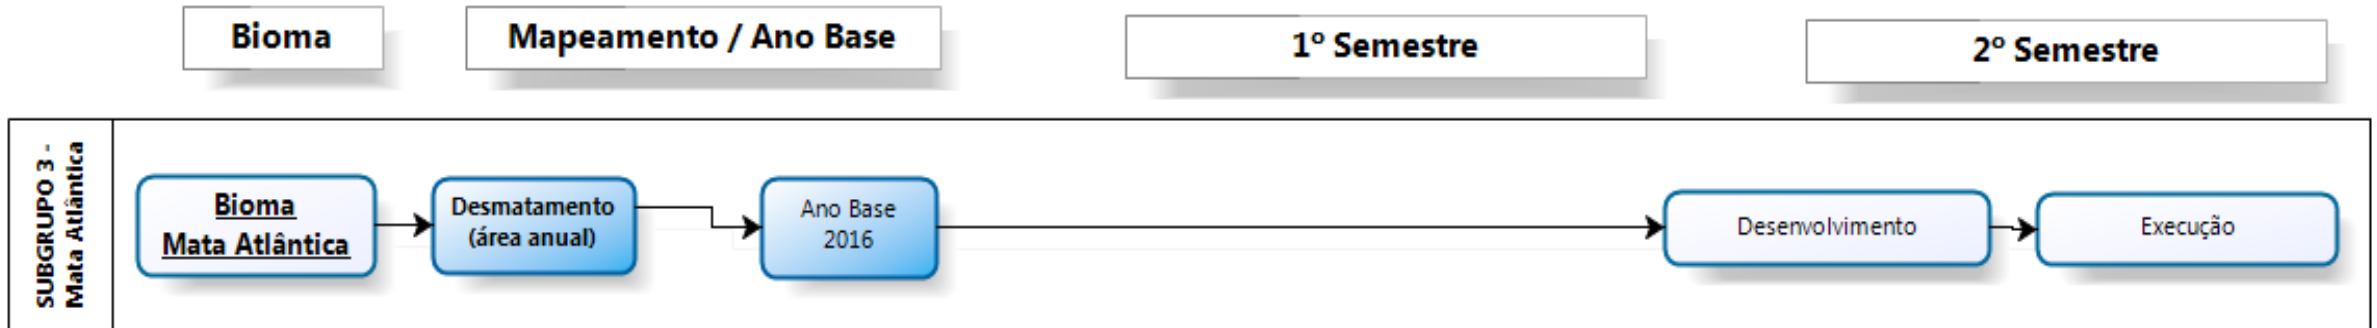 Bioma
Mapeamento / Ano Base
1º Semestre
2º Semestre
SUBGRUPO 3 -
Mata Atlântica
Bioma
Mata Atlântica
Desmatamento
(área anual)
Ano Base
2016
Desenvolvimento
Execução